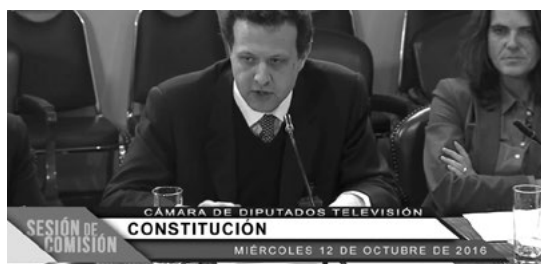 CÁMARA DE DIPUTADOS TELEVISIÓN
SESIÓN DE
COMISIÓN
CONSTITUCIÓN
MIÉRCOLES 12 DE OCTUBRE DE 2016